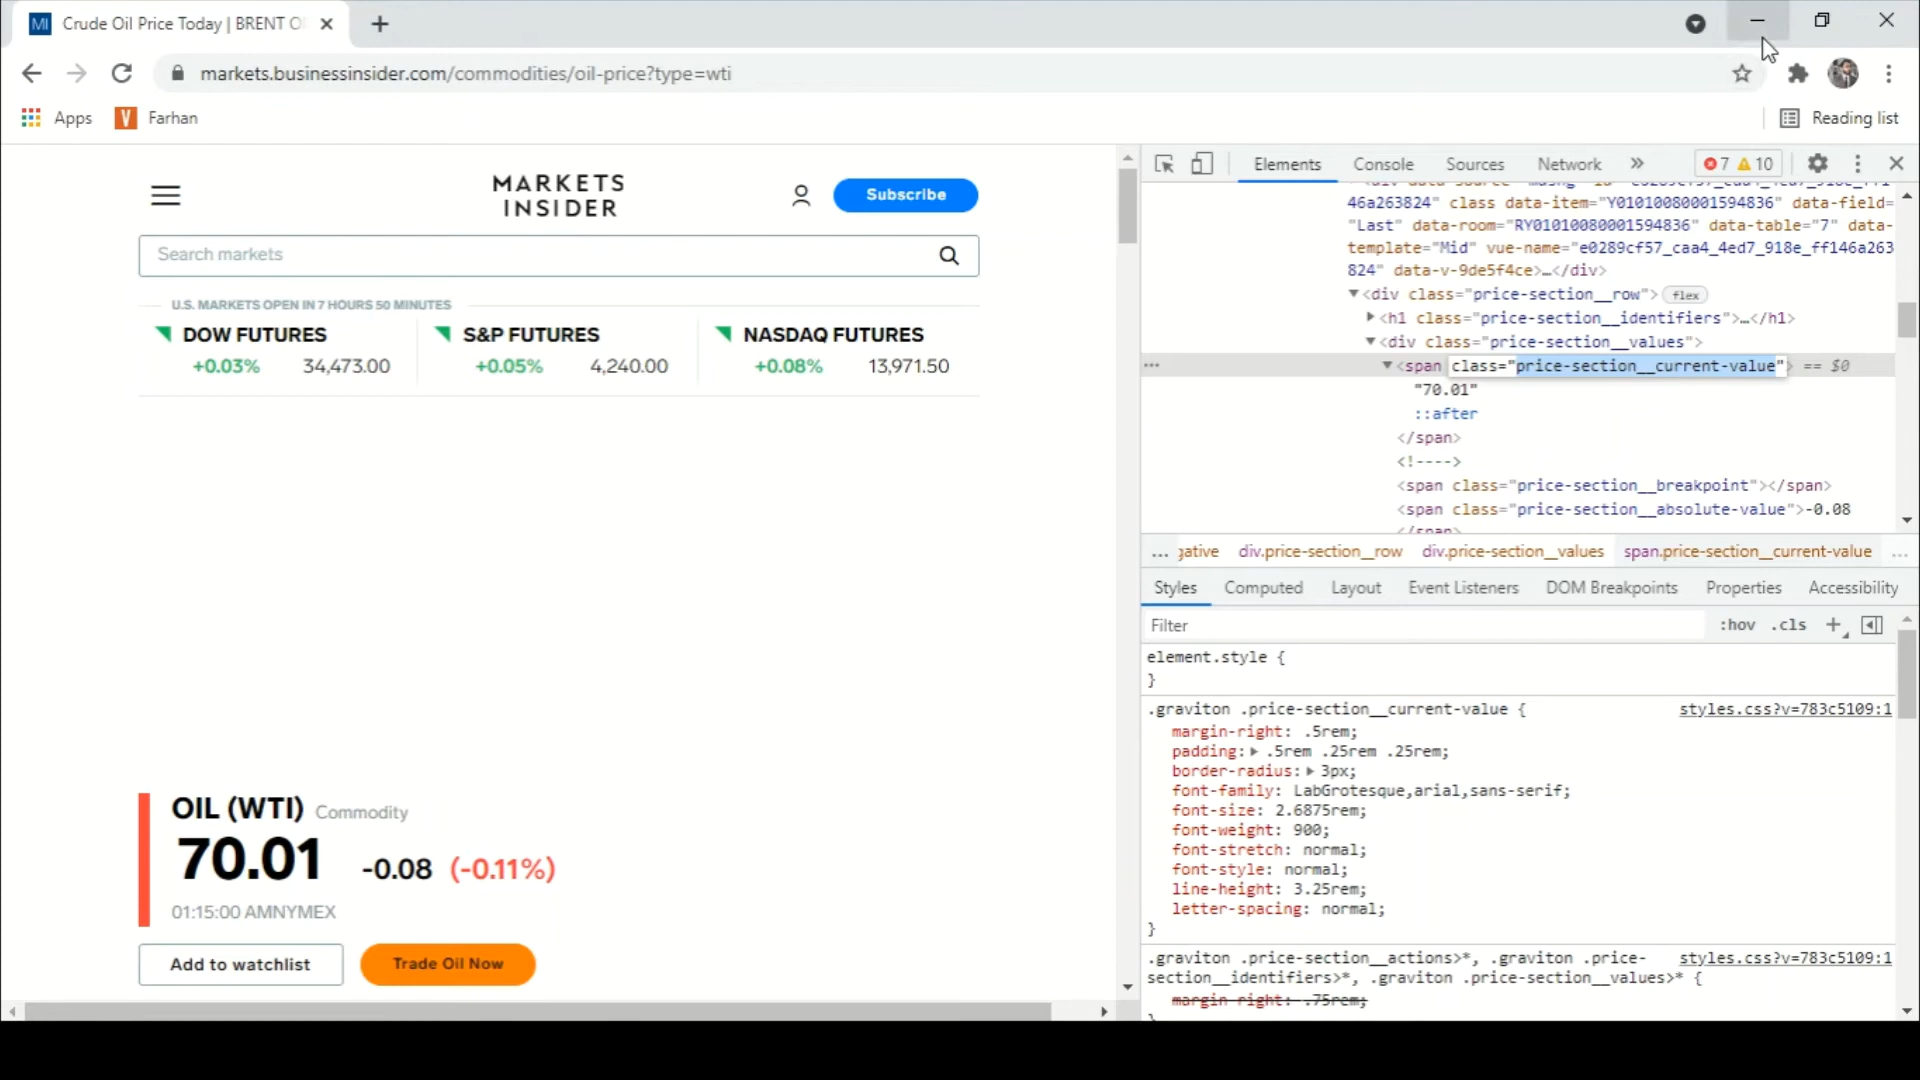 MI Crude Oil Price Today | BRENT O
markets.businessinsider.com/commodities/oil-price?type=wti
Apps V Farhan Reading list
MARKETS
INSIDER
Subscribe
Search markets
U.S. MARKETS OPEN IN 7 HOURS 50 MINUTES
DOW FUTURES
+0.03% 34,473.00
S&P FUTURES
+0.05% 4,240.00
NASDAQ FUTURES
+0.08% 13,971.50
OIL (WTI) Commodity
70.01 -0.08 (-0.11%)
01:15:00 AMNYMEX
Add to watchlist Trade Oil Now
Elements Console Sources Network » 7 10
46a263824" class data-item="Y01010080001594836" data-field=
"Last" data-room="RY01010080001594836" data-table="7" data-
template="Mid" vue-name="e0289cf57_caa4_4ed7_918e_ff146a263
824" data-v-9de5f4ce>…</div>
<div class="price-section__row"> flex
<h1 class="price-section__identifiers">…</h1>
<div class="price-section__values">
... <span class="price-section__current-value"> == $0
"70.01"
::after
</span>
<!---->
<span class="price-section__breakpoint"></span>
<span class="price-section__absolute-value">-0.08
</span>
... gative div.price-section__row div.price-section__values span.price-section__current-value ...
Styles Computed Layout Event Listeners DOM Breakpoints Properties Accessibility
Filter :hov .cls +
element.style {
}
.graviton .price-section__current-value { styles.css?v=783c5109:1
margin-right: .5rem;
padding: .5rem .25rem .25rem;
border-radius: 3px;
font-family: LabGrotesque,arial,sans-serif;
font-size: 2.6875rem;
font-weight: 900;
font-stretch: normal;
font-style: normal;
line-height: 3.25rem;
letter-spacing: normal;
}
.graviton .price-section__actions>*, .graviton .price- styles.css?v=783c5109:1
section__identifiers>*, .graviton .price-section__values>* {
margin-right: .75rem;
}